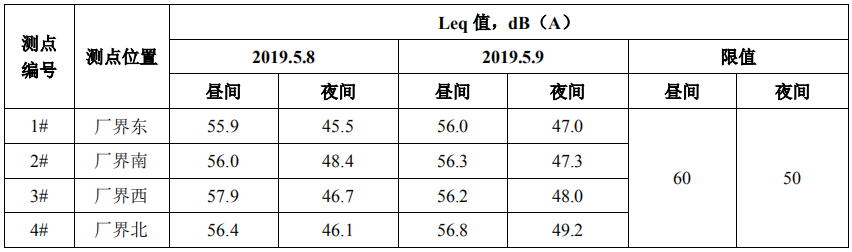 测点编号 测点位置 Leq 值，dB（A）
2019.5.8 2019.5.9 限值
昼间 夜间 昼间 夜间 昼间 夜间
1# 厂界东 55.9 45.5 56.0 47.0 60 50
2# 厂界南 56.0 48.4 56.3 47.3
3# 厂界西 57.9 46.7 56.2 48.0
4# 厂界北 56.4 46.1 56.8 49.2